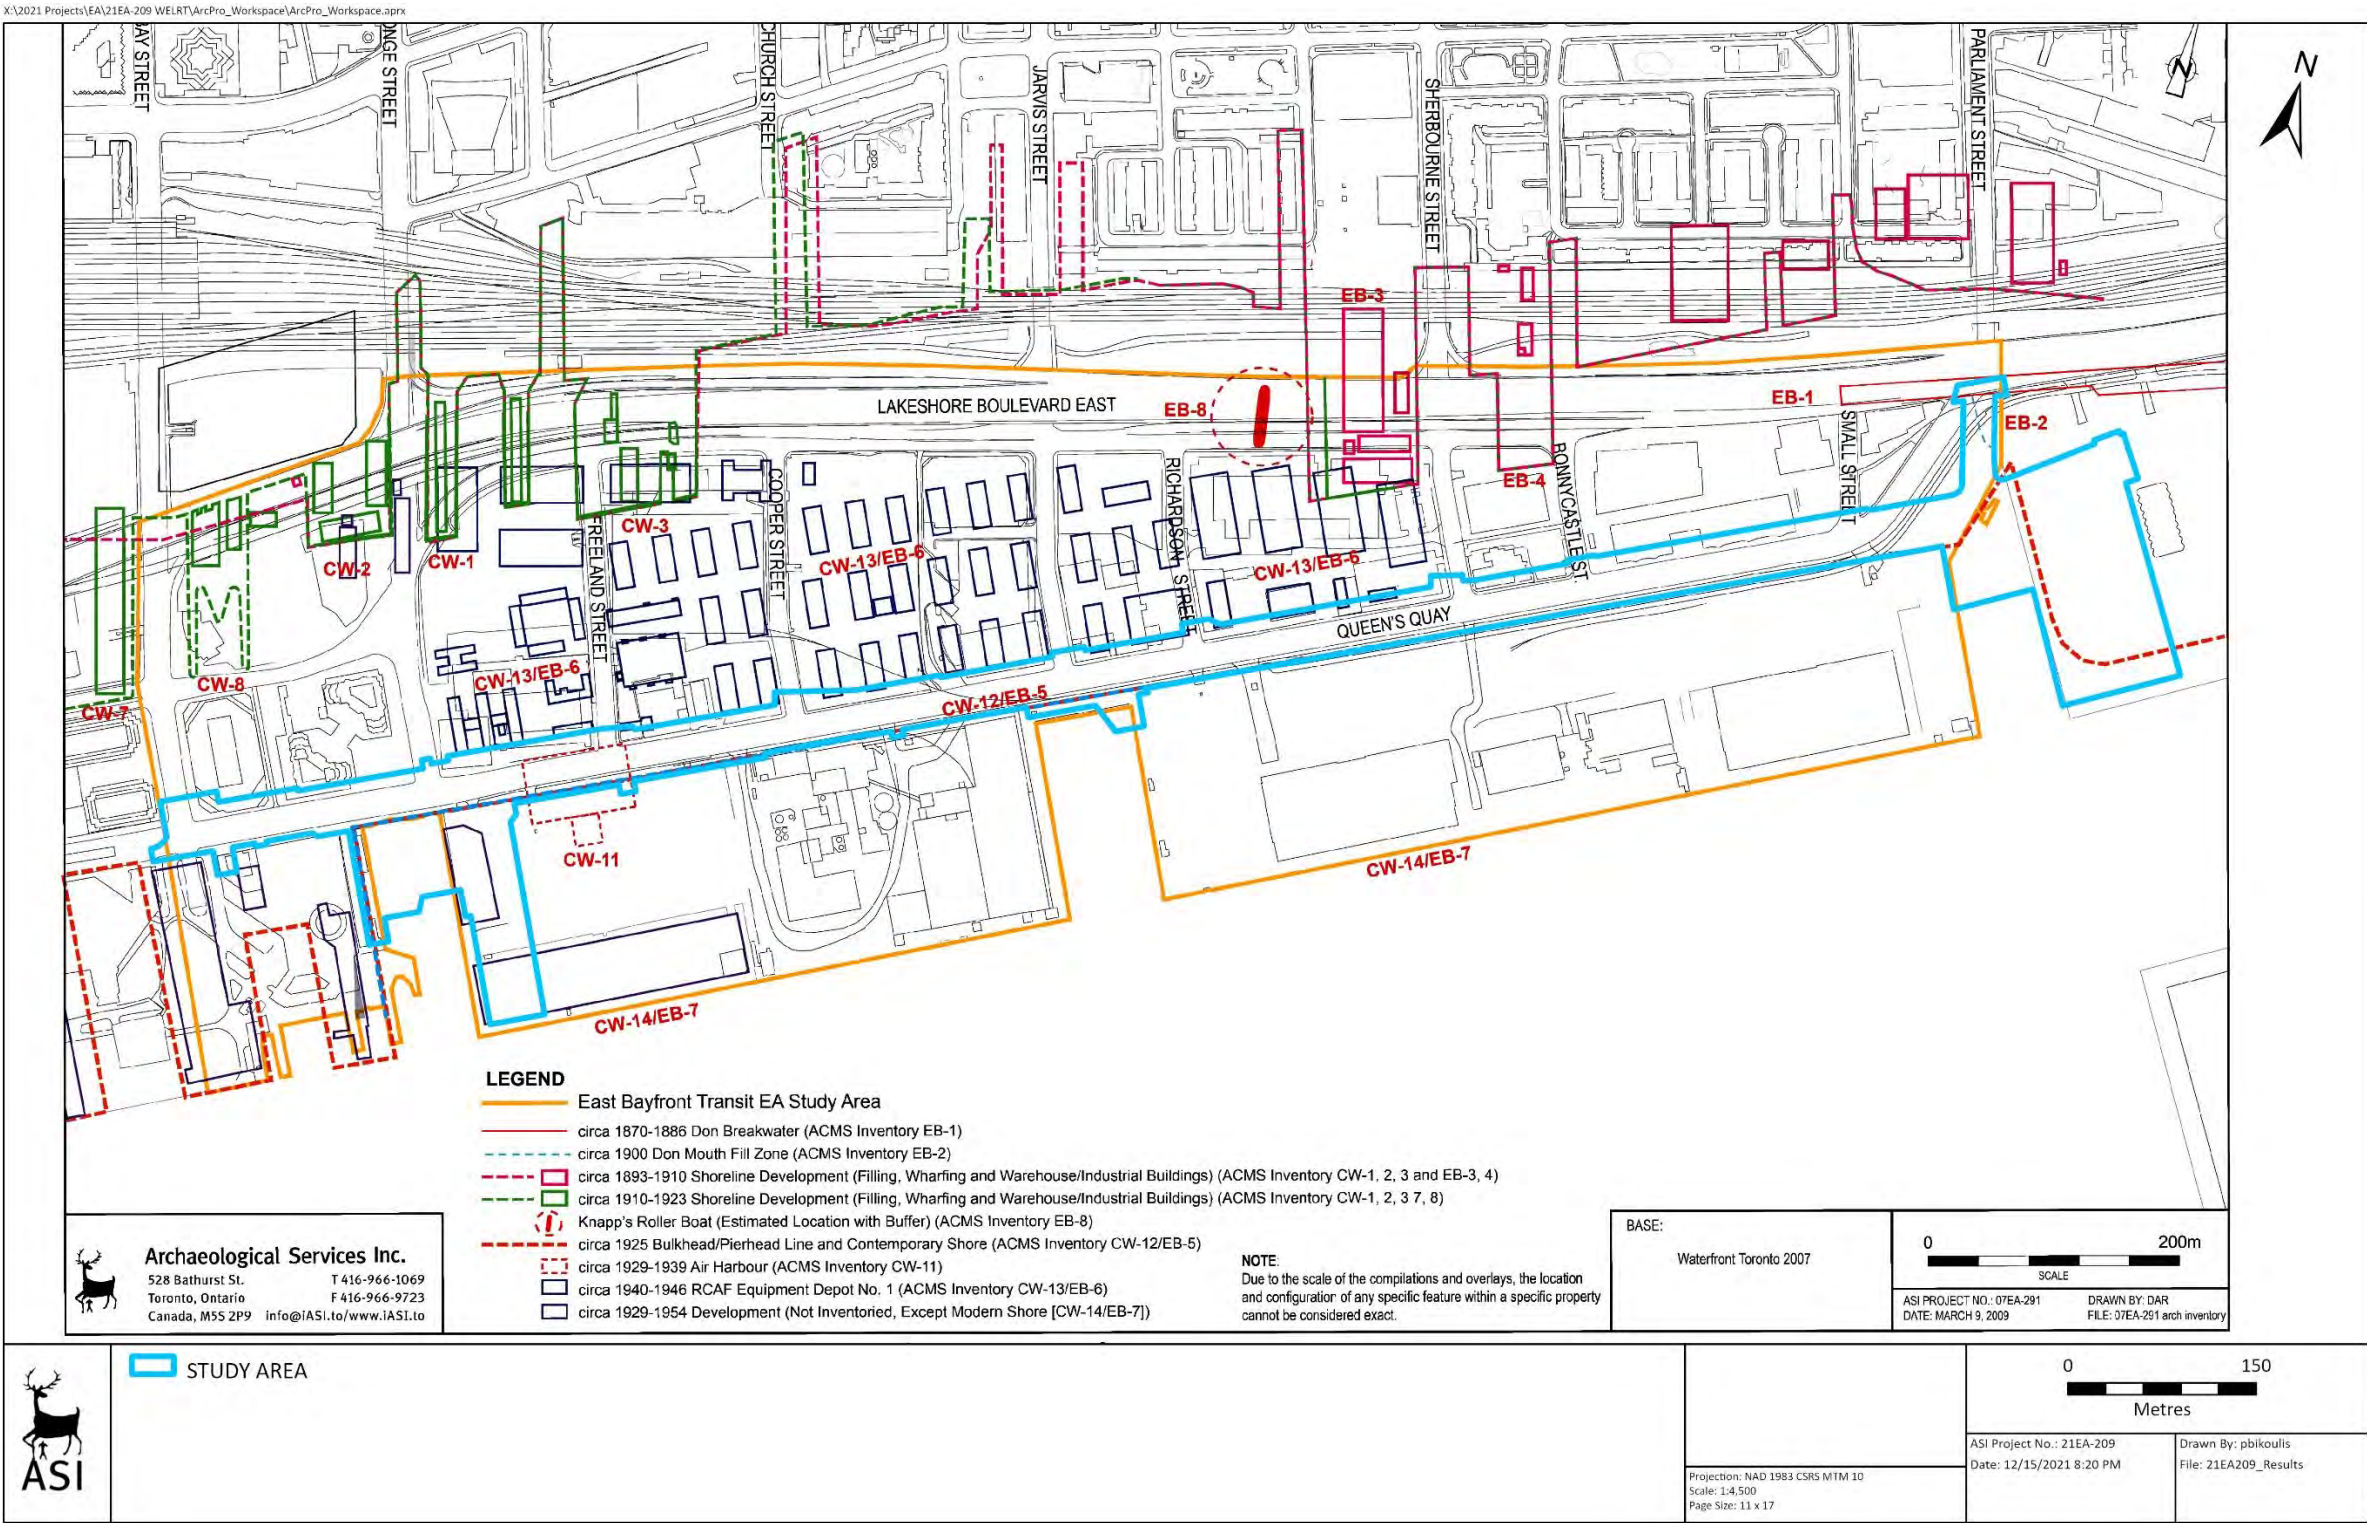 X:\2021 Projects\EA\21EA-209 WELRT\ArcPro_Workspace\ArcPro_Workspace.aprx
BAY STREET
ONGE STREET
CHURCH STREET
JARVIS STREET
SHERBOURNE STREET
PARLIAMENT STREET
N
N
EB-3
LAKESHORE BOULEVARD EAST
EB-8
EB-1
EB-2
SMALL STREET
EB-4
BONNYCASTLE ST.
RICHARDSON STREET
COOPER STREET
FREELAND STREET
CW-3
CW-1
CW-2
CW-13/EB-6
CW-13/EB-6
CW-13/EB-6
QUEEN'S QUAY
CW-8
CW-7
CW-12/EB-5
CW-11
CW-14/EB-7
CW-14/EB-7
LEGEND
East Bayfront Transit EA Study Area
circa 1870-1886 Don Breakwater (ACMS Inventory EB-1)
circa 1900 Don Mouth Fill Zone (ACMS Inventory EB-2)
circa 1893-1910 Shoreline Development (Filling, Wharfing and Warehouse/Industrial Buildings) (ACMS Inventory CW-1, 2, 3 and EB-3, 4)
circa 1910-1923 Shoreline Development (Filling, Wharfing and Warehouse/Industrial Buildings) (ACMS Inventory CW-1, 2, 3 7, 8)
Knapp's Roller Boat (Estimated Location with Buffer) (ACMS Inventory EB-8)
circa 1925 Bulkhead/Pierhead Line and Contemporary Shore (ACMS Inventory CW-12/EB-5)
circa 1929-1939 Air Harbour (ACMS Inventory CW-11)
circa 1940-1946 RCAF Equipment Depot No. 1 (ACMS Inventory CW-13/EB-6)
circa 1929-1954 Development (Not Inventoried, Except Modern Shore [CW-14/EB-7])
Archaeological Services Inc.
528 Bathurst St. T 416-966-1069
Toronto, Ontario F 416-966-9723
Canada, M5S 2P9 info@iASI.to/www.iASI.to
NOTE:
Due to the scale of the compilations and overlays, the location
and configuration of any specific feature within a specific property
cannot be considered exact.
BASE:
Waterfront Toronto 2007
0 200m
SCALE
ASI PROJECT NO.: 07EA-291 DRAWN BY: DAR
DATE: MARCH 9, 2009 FILE: 07EA-291 arch inventory
ASI
STUDY AREA
0 150
Metres
ASI Project No.: 21EA-209 Drawn By: pbikoulis
Date: 12/15/2021 8:20 PM File: 21EA209_Results
Projection: NAD 1983 CSRS MTM 10
Scale: 1:4,500
Page Size: 11 x 17